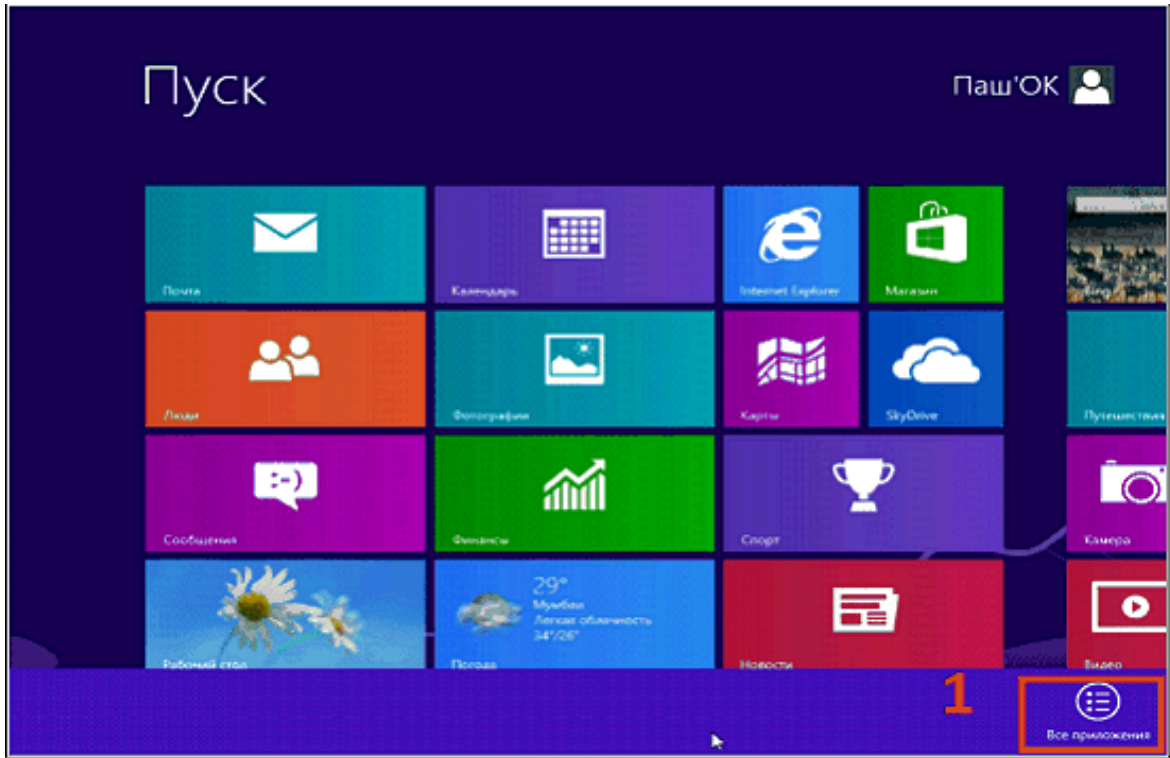 Пуск
Паш'ОК
Почта
Календарь
Internet Explorer
Магазин
Bing
Люди
Фотографии
Карты
SkyDrive
Путешествия
:-)
Сообщения
Финансы
Спорт
Камера
29°
Мумбаи
Легкая облачность
34°/26°
Рабочий стол
Погода
Новости
Видео
1
Все приложения